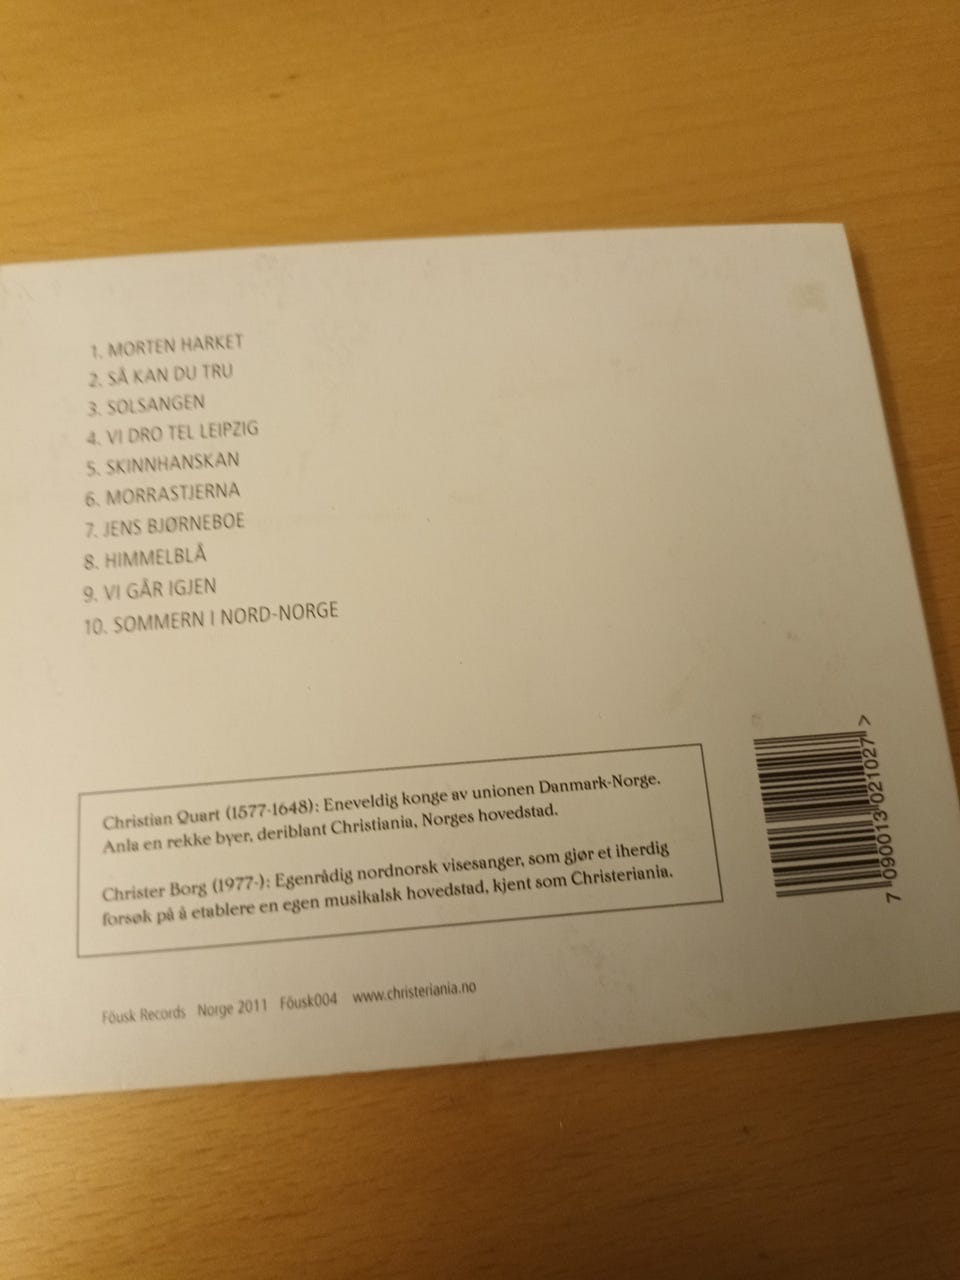 1. MORTEN HARKET
2. SÅ KAN DU TRU
3. SOLSANGEN
4. VI DRO TEL LEIPZIG
5. SKINNHANSKAN
6. MORRASTJERNA
7. JENS BJØRNEBOE
8. HIMMELBLÅ
9. VI GÅR IGJEN
10. SOMMERN I NORD-NORGE
Christian Quart (1577-1648): Eneveldig konge av unionen Danmark-Norge.
Anla en rekke byer, deriblant Christiania, Norges hovedstad.
Christer Borg (1977-): Egenrådig nordnorsk visesanger, som gjør et iherdig
forsøk på å etablere en egen musikalsk hovedstad, kjent som Christeriania.
7 090013 021027 >
Föusk Records Norge 2011 Föusk004 www.christeriania.no